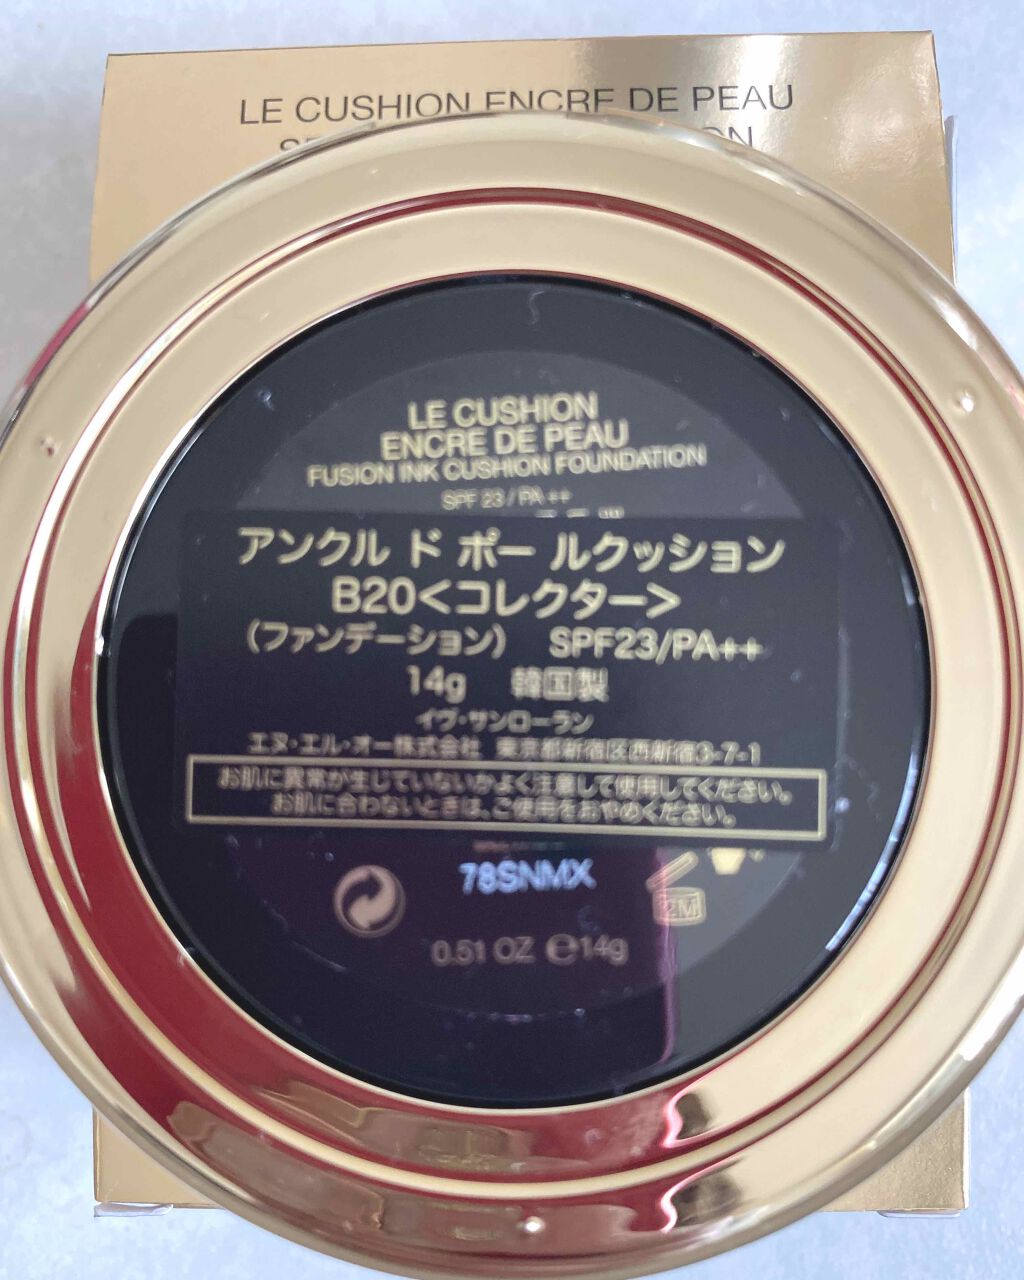 LE CUSHION ENCRE DE PEAU
LE CUSHION
ENCRE DE PEAU
FUSION INK CUSHION FOUNDATION
SPF 23 / PA ++
アンクル ド ポー ルクッション
B20<コレクター>
(ファンデーション) SPF23/PA++
14g 韓国製
イヴ・サンローラン
エヌ・エル・オー株式会社 東京都新宿区西新宿3-7-1
お肌に異常が生じていないかよく注意して使用してください。
お肌に合わないときは、ご使用をおやめください。
78SNMX
0.51 OZ ℮14g